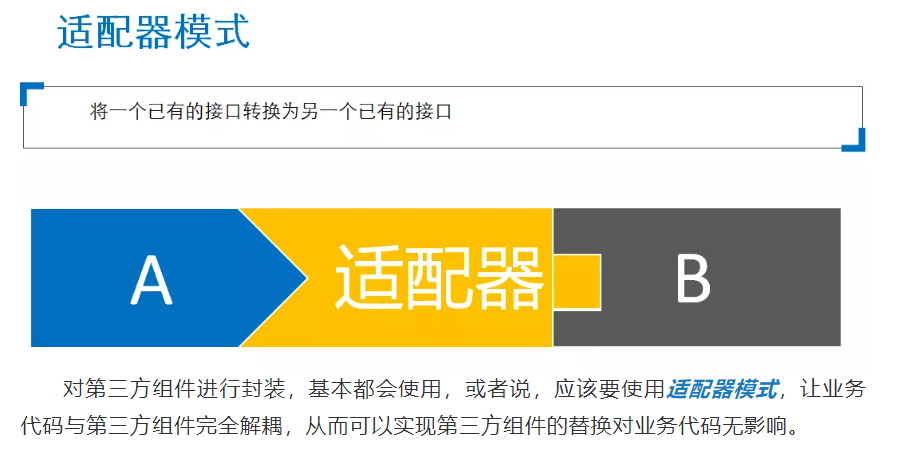 适配器模式
将一个已有的接口转换为另一个已有的接口
A 适配器 B
对第三方组件进行封装，基本都会使用，或者说，应该要使用适配器模式，让业务
代码与第三方组件完全解耦，从而可以实现第三方组件的替换对业务代码无影响。